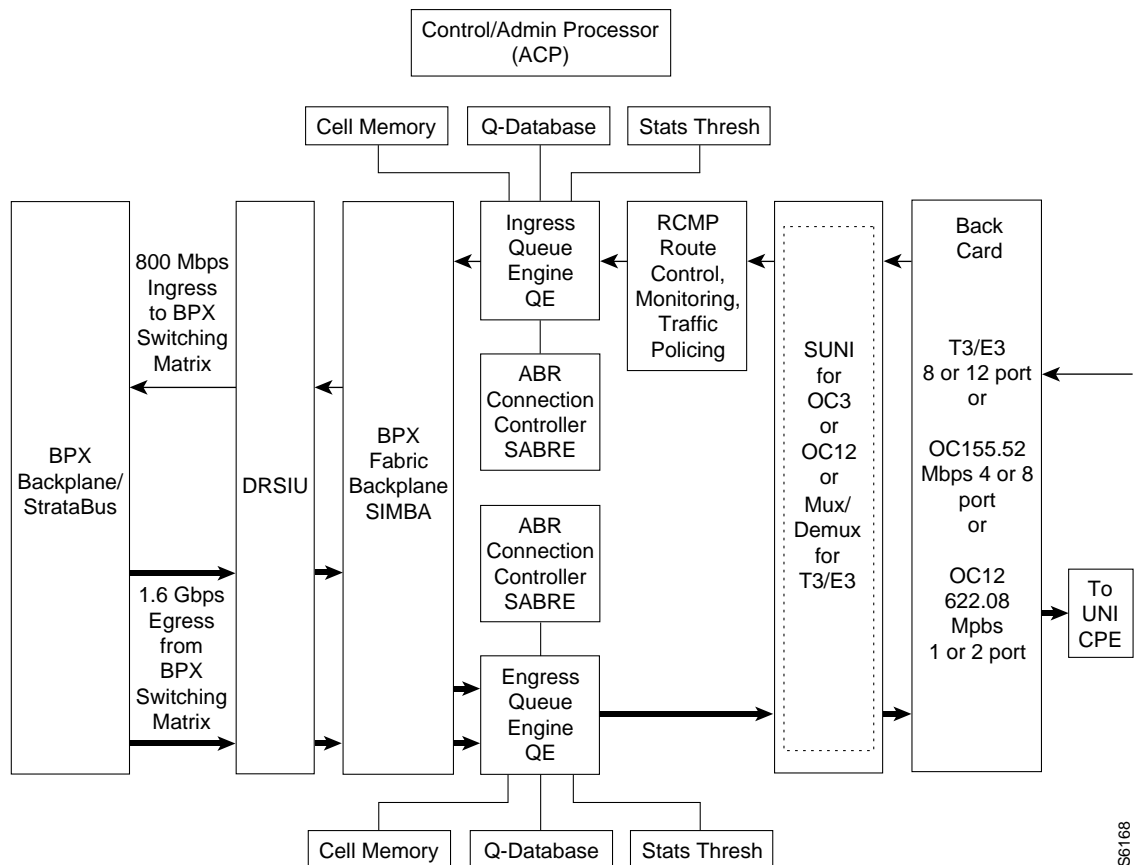 Control/Admin Processor
(ACP)
Cell Memory
Q-Database
Stats Thresh
BPX
Backplane/
StrataBus
800 Mbps
Ingress
to BPX
Switching
Matrix
1.6 Gbps
Egress
from
BPX
Switching
Matrix
DRSIU
BPX
Fabric
Backplane
SIMBA
Ingress
Queue
Engine
QE
ABR
Connection
Controller
SABRE
ABR
Connection
Controller
SABRE
Engress
Queue
Engine
QE
RCMP
Route
Control,
Monitoring,
Traffic
Policing
SUNI
for
OC3
or
OC12
or
Mux/
Demux
for
T3/E3
Back
Card
T3/E3
8 or 12 port
or
OC155.52
Mbps 4 or 8
port
or
OC12
622.08
Mpbs
1 or 2 port
To
UNI
CPE
Cell Memory
Q-Database
Stats Thresh
S6168